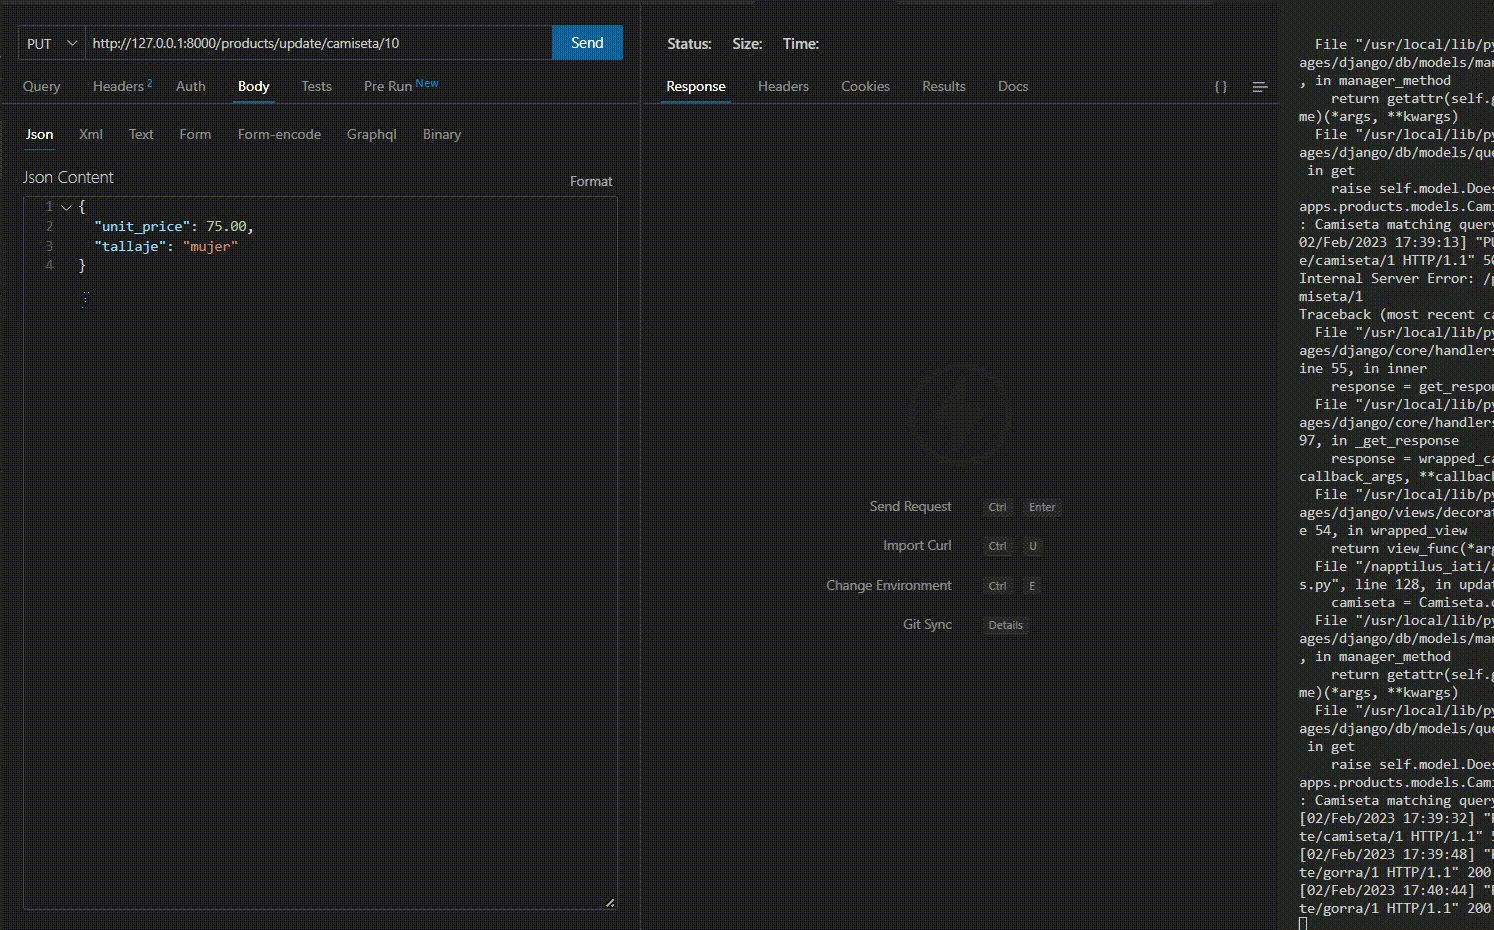 PUT http://127.0.0.1:8000/products/update/camiseta/10 Send
Query Headers 2 Auth Body Tests Pre Run New
Json Xml Text Form Form-encode Graphql Binary
Json Content
Format
1 {
2 "unit_price": 75.00,
3 "tallaje": "mujer"
4 }
Status: Size: Time:
Response Headers Cookies Results Docs { }
Send Request Ctrl Enter
Import Curl Ctrl U
Change Environment Ctrl E
Git Sync Details
File "/usr/local/lib/py
ages/django/db/models/ma
, in manager_method
return getattr(self.
me)(*args, **kwargs)
File "/usr/local/lib/py
ages/django/db/models/que
in get
raise self.model.Does
apps.products.models.Cami
: Camiseta matching query
02/Feb/2023 17:39:13] "PU
e/camiseta/1 HTTP/1.1" 50
Internal Server Error: /p
miseta/1
Traceback (most recent ca
File "/usr/local/lib/py
ages/django/core/handlers
ine 55, in inner
response = get_respon
File "/usr/local/lib/py
ages/django/core/handlers
97, in _get_response
response = wrapped_ca
callback_args, **callback
File "/usr/local/lib/py
ages/django/views/decorat
e 54, in wrapped_view
return view_func(*arg
File "/napptilus_iati/a
s.py", line 128, in updat
camiseta = Camiseta.
File "/usr/local/lib/py
ages/django/db/models/ma
, in manager_method
return getattr(self.
me)(*args, **kwargs)
File "/usr/local/lib/py
ages/django/db/models/que
in get
raise self.model.Does
apps.products.models.Cami
: Camiseta matching query
[02/Feb/2023 17:39:32] "
te/camiseta/1 HTTP/1.1"
[02/Feb/2023 17:39:48] "
te/gorra/1 HTTP/1.1" 200
[02/Feb/2023 17:40:44] "
te/gorra/1 HTTP/1.1" 200